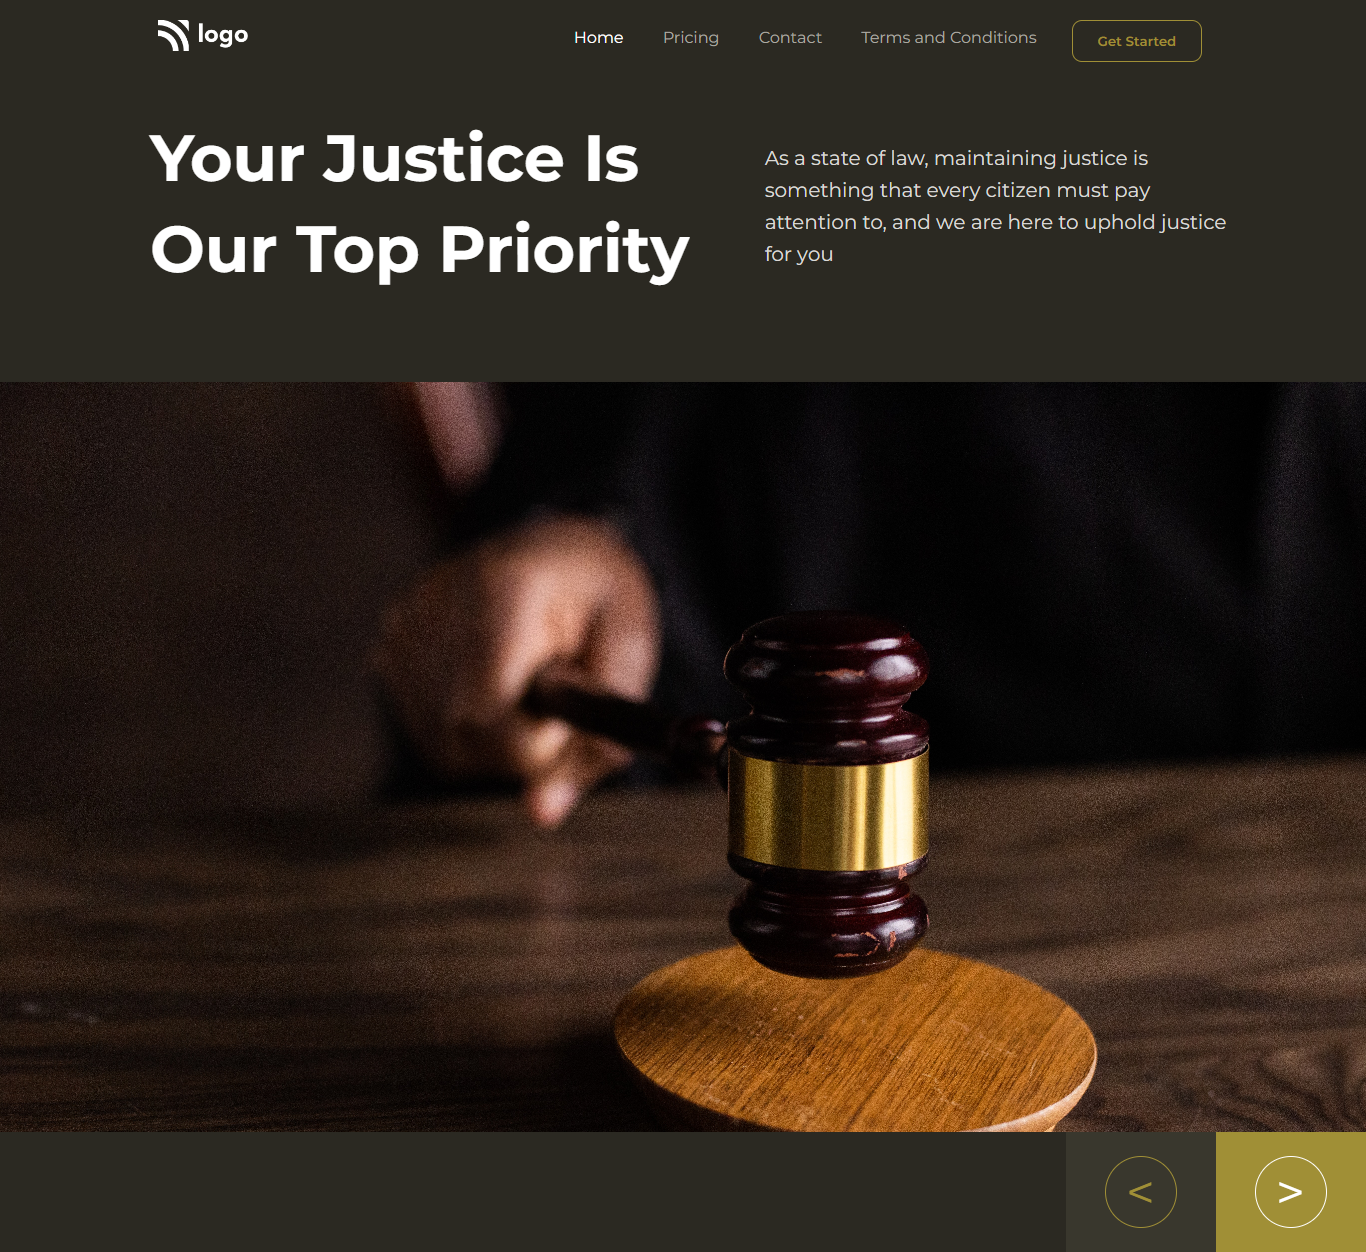 logo
Home
Pricing
Contact
Terms and Conditions
Get Started
Your Justice Is
Our Top Priority
As a state of law, maintaining justice is
something that every citizen must pay
attention to, and we are here to uphold justice
for you
<
>